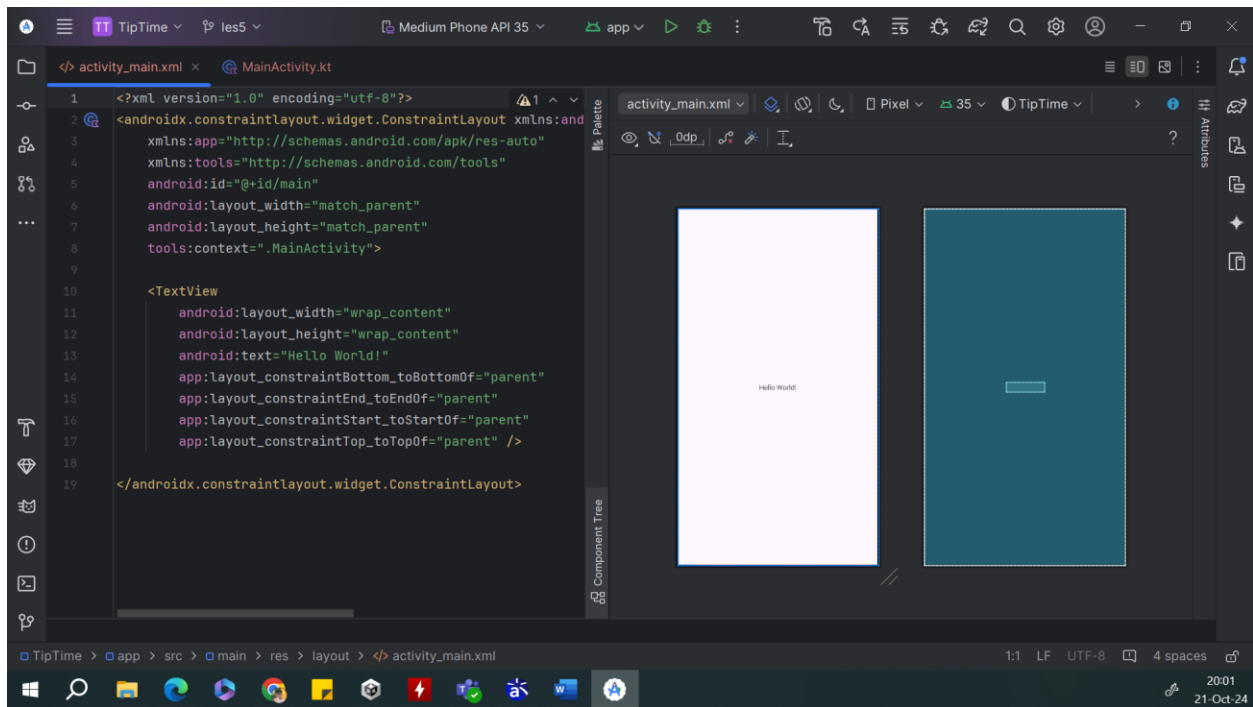 TT TipTime les5 Medium Phone API 35 app
activity_main.xml MainActivity.kt
1 <?xml version="1.0" encoding="utf-8"?> 1
2 <androidx.constraintlayout.widget.ConstraintLayout xmlns:and
3 xmlns:app="http://schemas.android.com/apk/res-auto"
4 xmlns:tools="http://schemas.android.com/tools"
5 android:id="@+id/main"
6 android:layout_width="match_parent"
7 android:layout_height="match_parent"
8 tools:context=".MainActivity">
9
10 <TextView
11 android:layout_width="wrap_content"
12 android:layout_height="wrap_content"
13 android:text="Hello World!"
14 app:layout_constraintBottom_toBottomOf="parent"
15 app:layout_constraintEnd_toEndOf="parent"
16 app:layout_constraintStart_toStartOf="parent"
17 app:layout_constraintTop_toTopOf="parent" />
18
19 </androidx.constraintlayout.widget.ConstraintLayout>
Palette
Component Tree
activity_main.xml Pixel 35 TipTime
0dp ?
Attributes
Hello World!
TipTime > app > src > main > res > layout > activity_main.xml 1:1 LF UTF-8 4 spaces
20:01
21-Oct-24